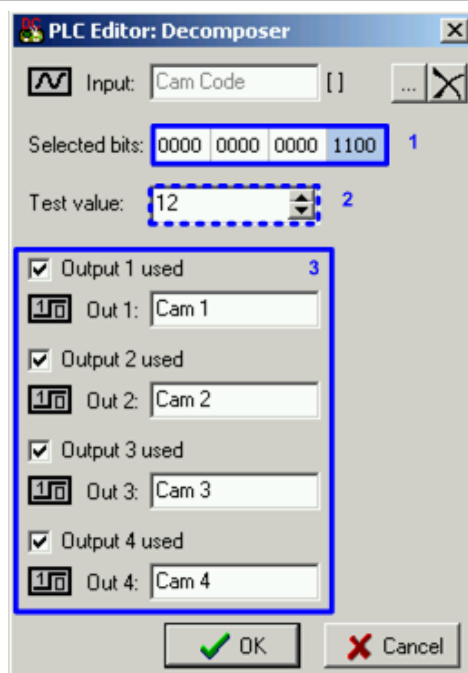 PLC Editor: Decomposer
Input: Cam Code [ ] ...
Selected bits: 0000 0000 0000 1100 1
Test value: 12 2
Output 1 used 3
Out 1: Cam 1
Output 2 used
Out 2: Cam 2
Output 3 used
Out 3: Cam 3
Output 4 used
Out 4: Cam 4
OK Cancel